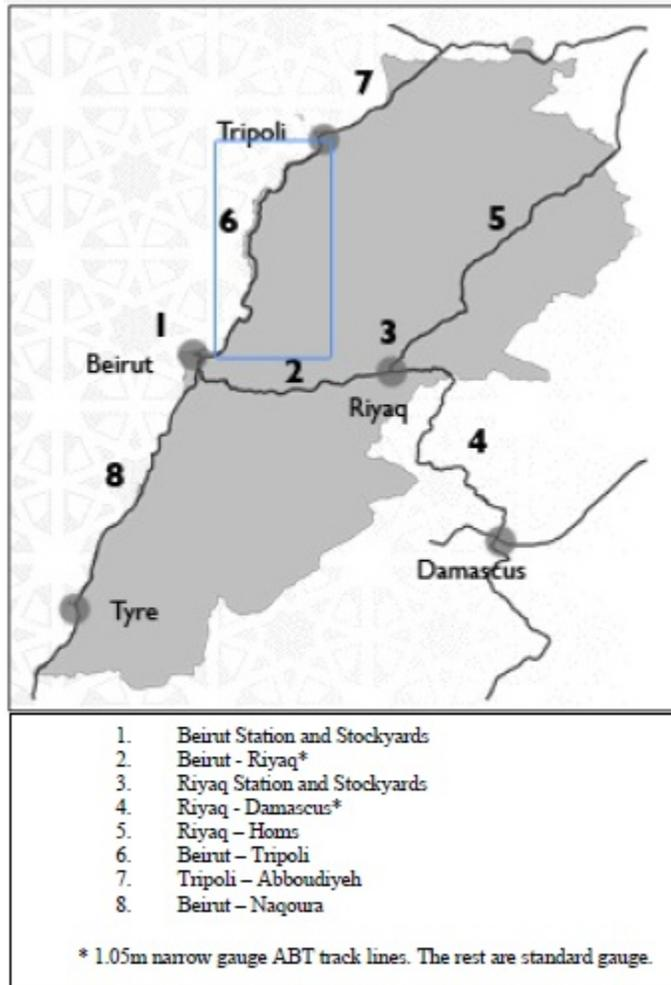 7
Tripoli
6
5
1
3
Beirut
2
Riyaq
4
8
Damascus
Tyre
1. Beirut Station and Stockyards
2. Beirut - Riyaq*
3. Riyaq Station and Stockyards
4. Riyaq - Damascus*
5. Riyaq – Homs
6. Beirut – Tripoli
7. Tripoli – Abboudiyeh
8. Beirut – Naqoura
* 1.05m narrow gauge ABT track lines. The rest are standard gauge.